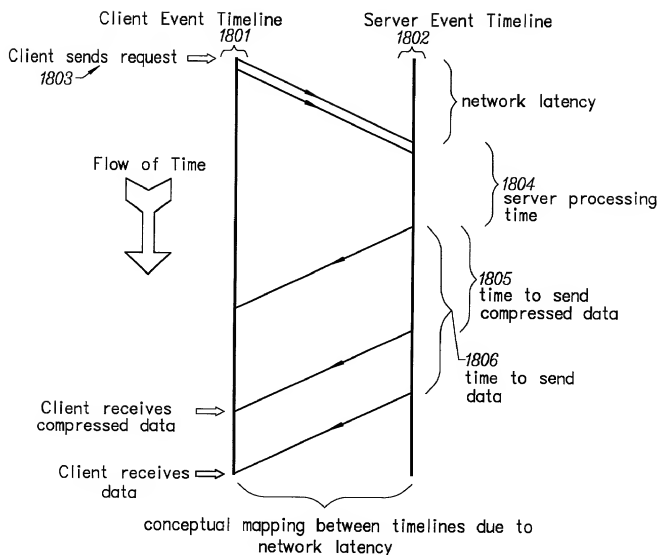 Client Event Timeline
1801
Server Event Timeline
1802
Client sends request
1803
network latency
Flow of Time
1804
server processing
time
1805
time to send
compressed data
1806
time to send
data
Client receives
compressed data
Client receives
data
conceptual mapping between timelines due to
network latency